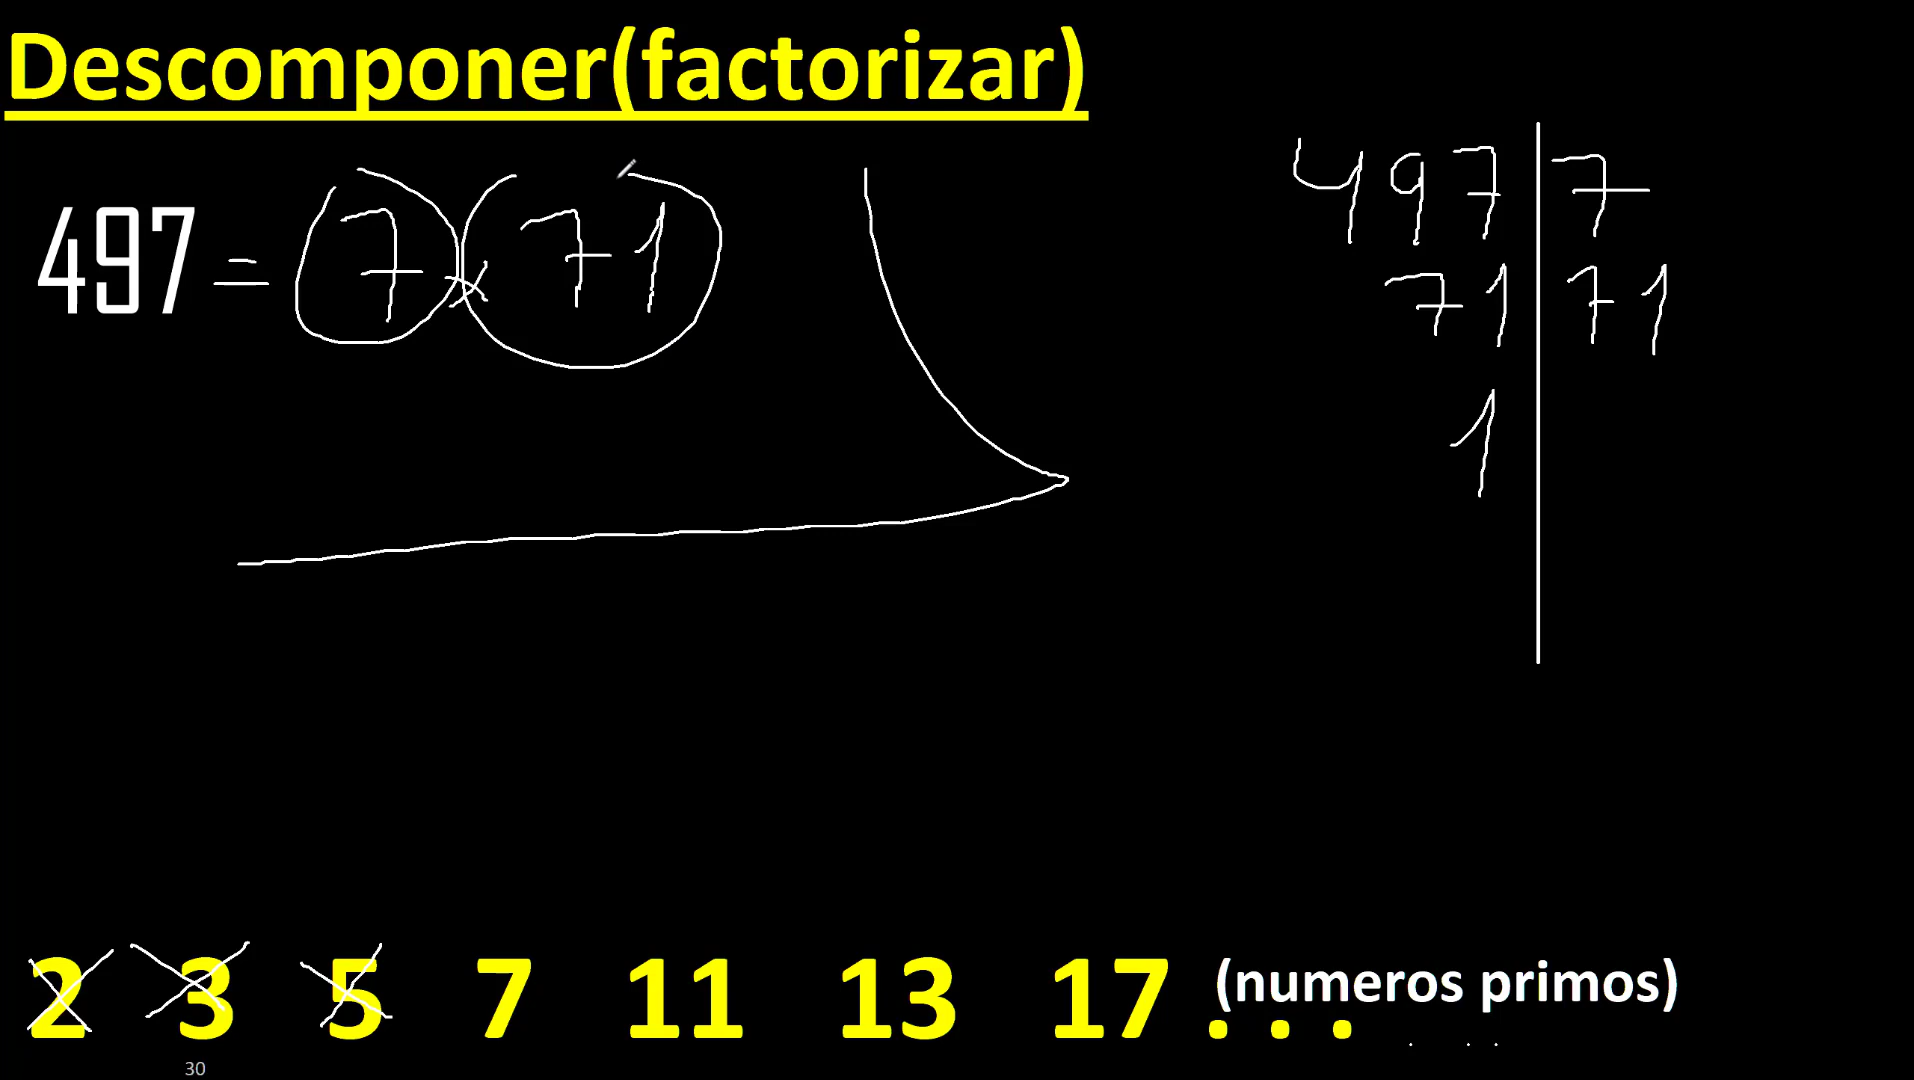 Descomponer(factorizar)
497 = 7 x 71
497 | 7
71 | 71
1
2 3 5 7 11 13 17 . . . (numeros primos)
30